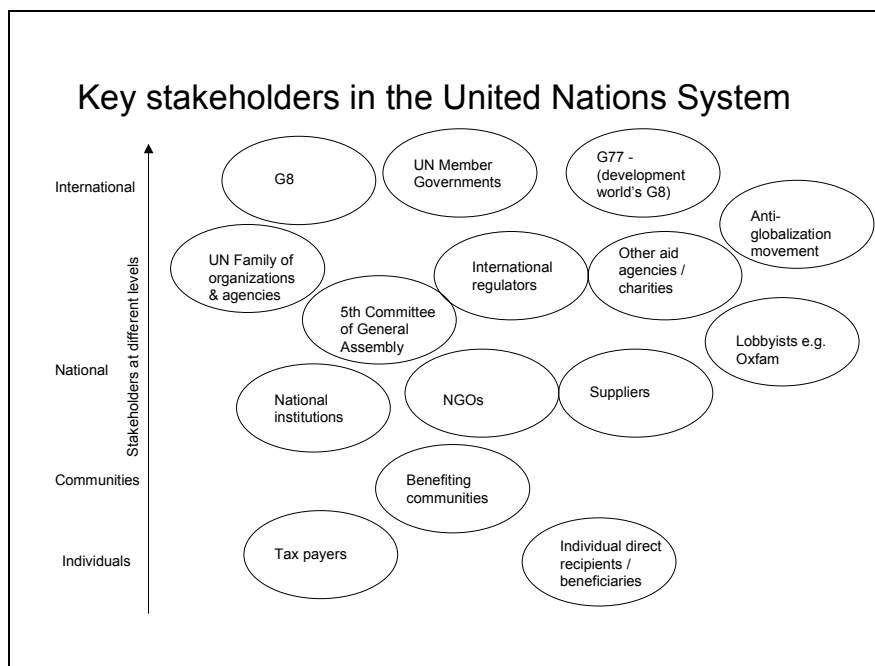 Key stakeholders in the United Nations System
International
G8
UN Member
Governments
G77 -
(development
world's G8)
Anti-
globalization
movement
UN Family of
organizations
& agencies
International
regulators
Other aid
agencies /
charities
5th Committee
of General
Assembly
Lobbyists e.g.
Oxfam
National
Stakeholders at different levels
National
institutions
NGOs
Suppliers
Communities
Benefiting
communities
Individuals
Tax payers
Individual direct
recipients /
beneficiaries